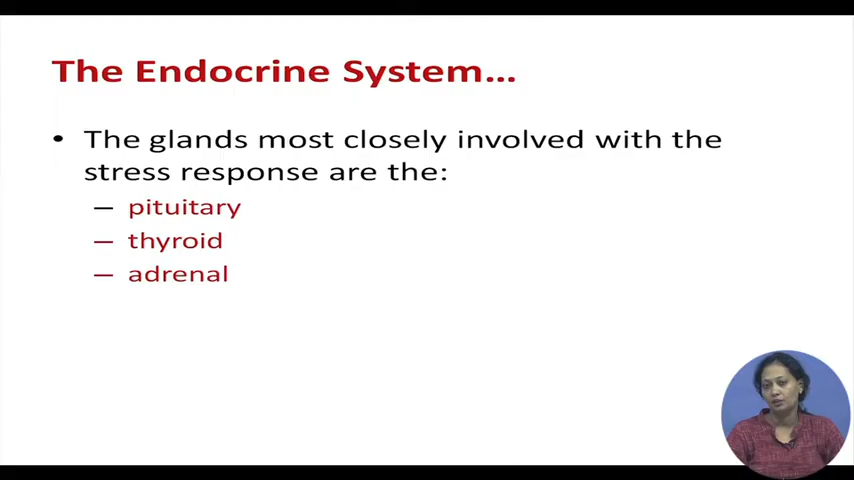 The Endocrine System...
• The glands most closely involved with the
stress response are the:
– pituitary
– thyroid
– adrenal